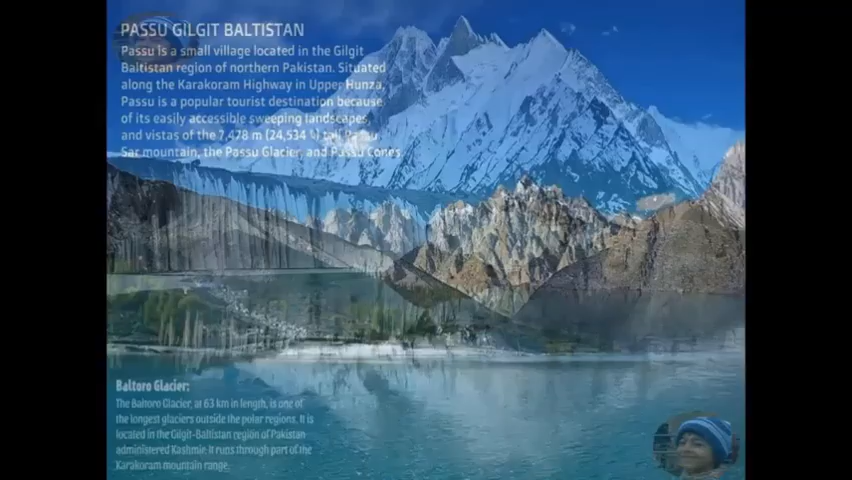 PASSU GILGIT BALTISTAN
Passu is a small village located in the Gilgit
Baltistan region of northern Pakistan. Situated
along the Karakoram Highway in Upper Hunza,
Passu is a popular tourist destination because
of its easily accessible sweeping landscapes,
and vistas of the 7,478 m (24,534 ft) tall Passu
Sar mountain, the Passu Glacier, and Passu Cones.
Baltoro Glacier:
The Baltoro Glacier, at 63 km in length, is one of
the longest glaciers outside the polar regions. It is
located in the Gilgit-Baltistan region of Pakistan
administered Kashmir. It runs through part of the
Karakoram mountain range.